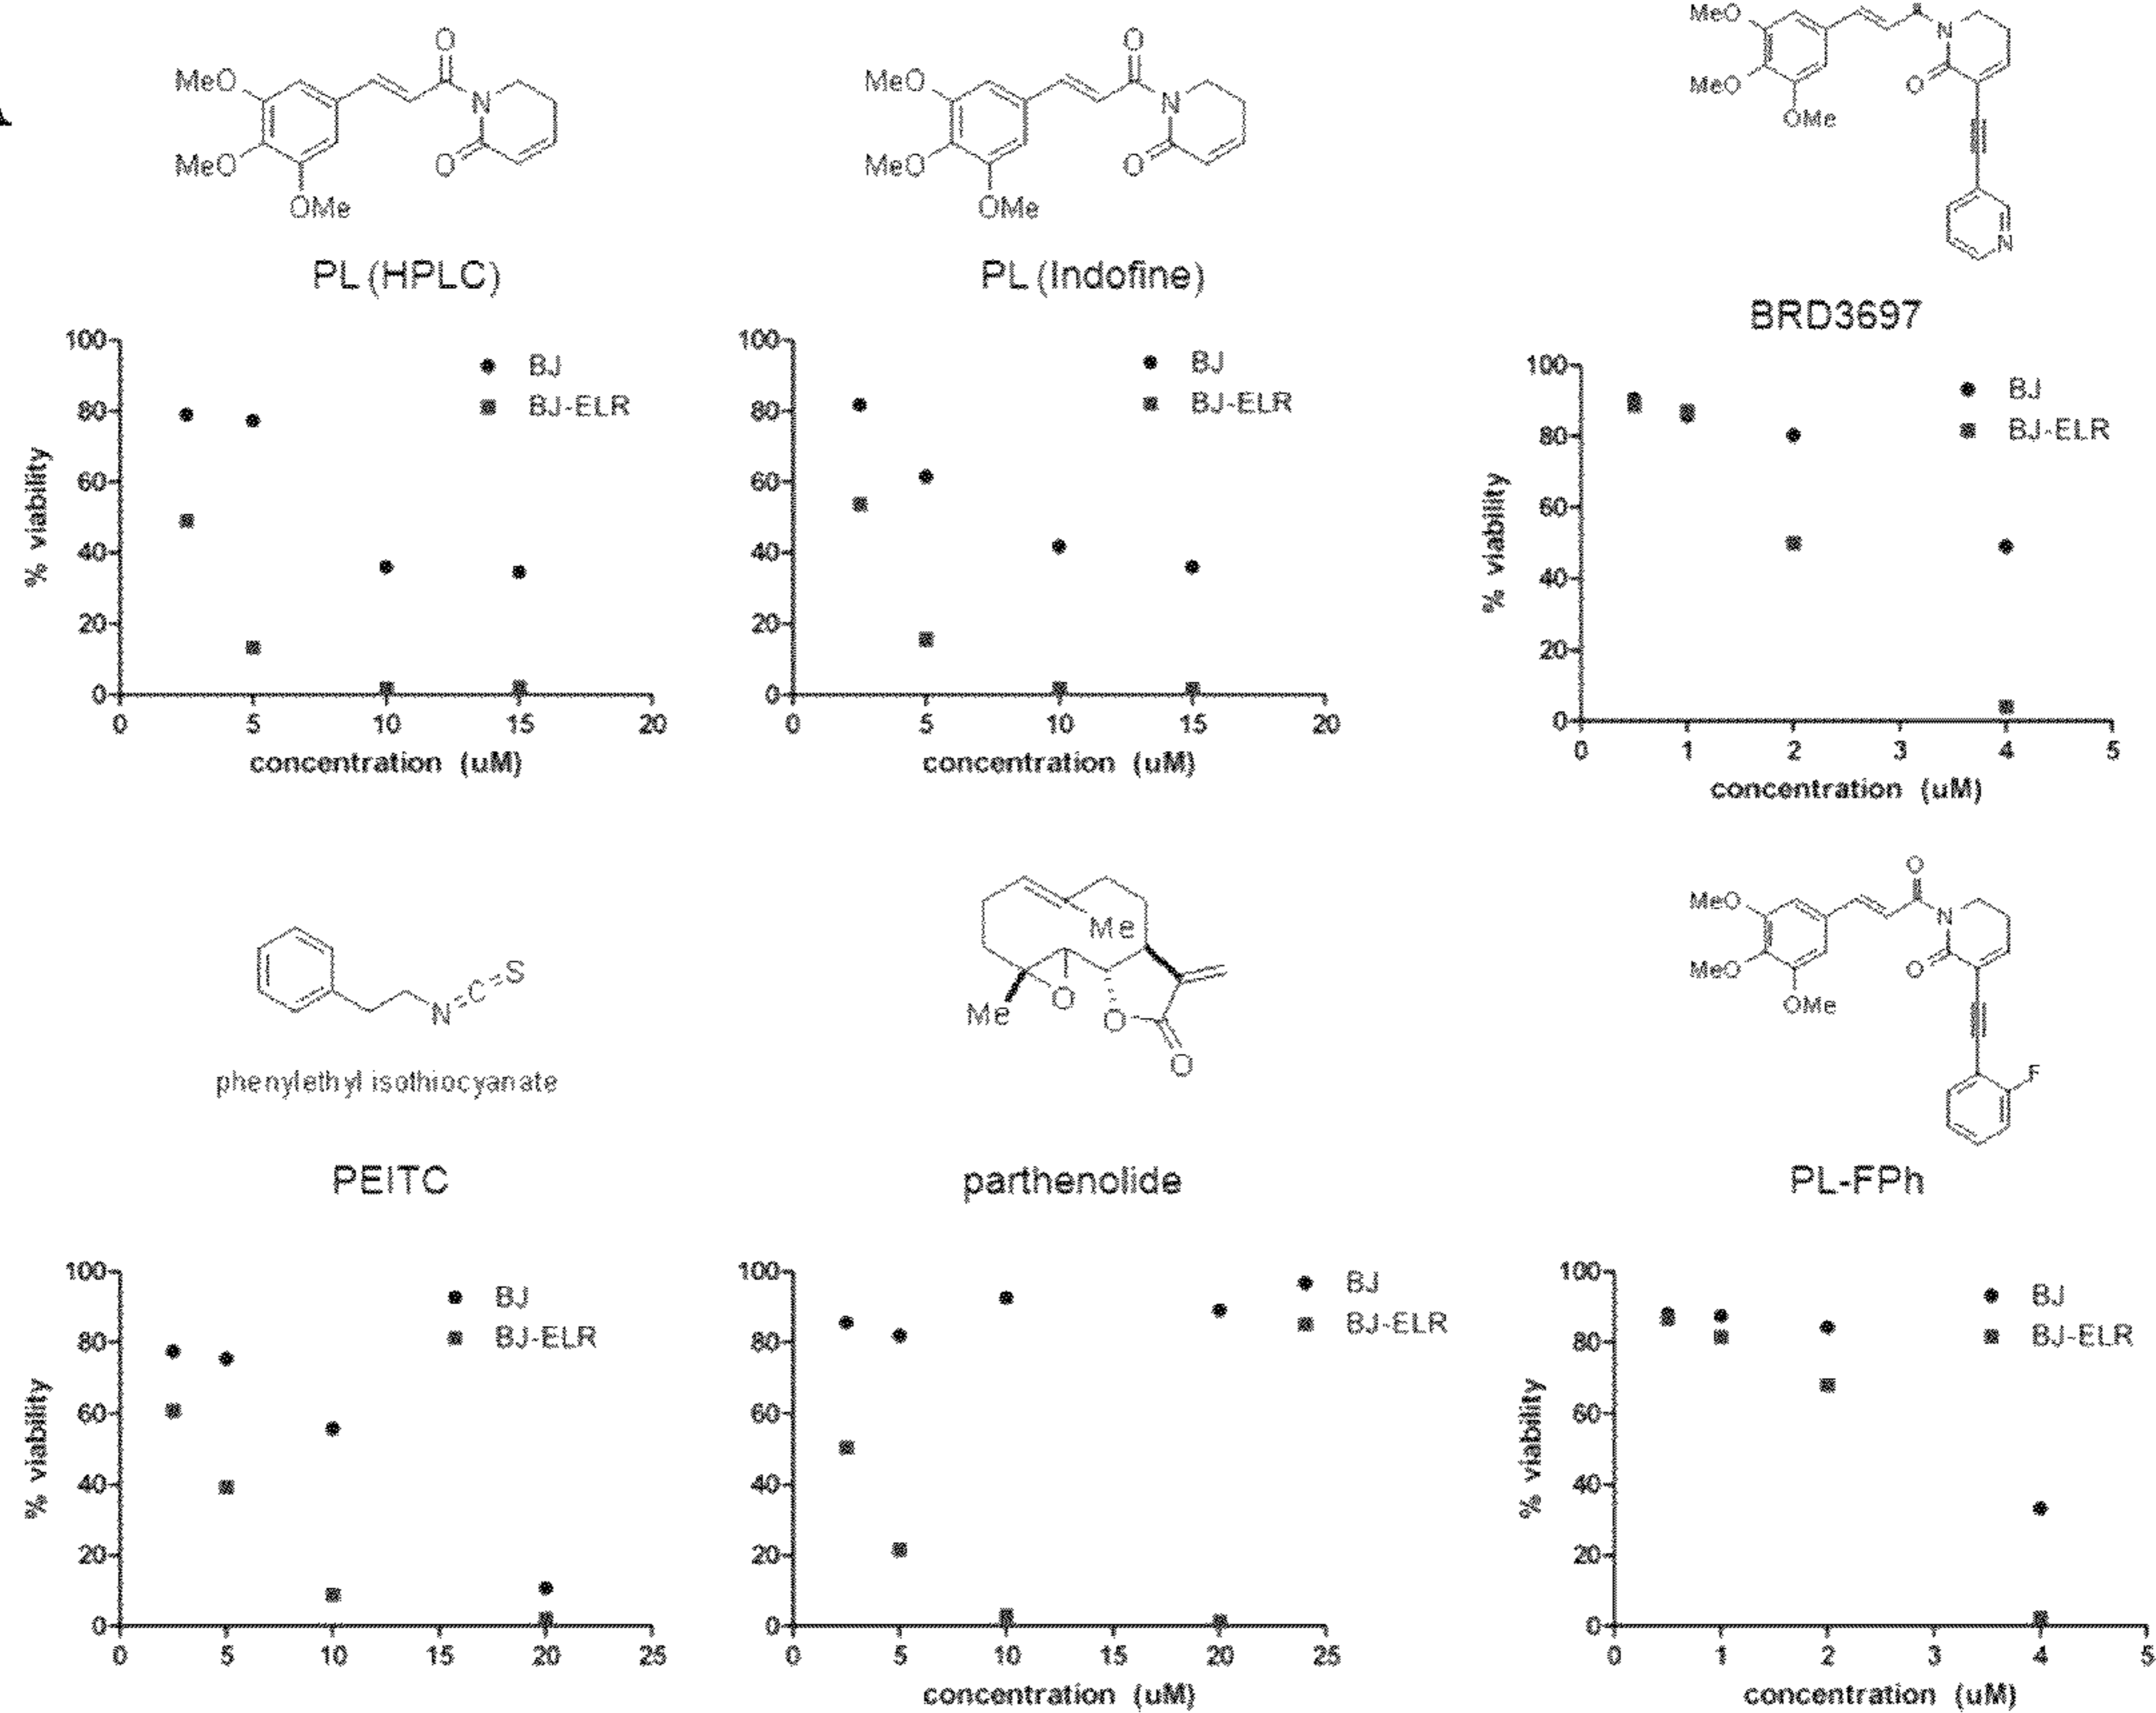 MeO
O
N
MeO
O
OMe
PL (HPLC)
100
80
60
40
20
0
% viability
BJ
BJ-ELR
0 5 10 15 20
concentration (uM)
MeO
O
N
MeO
O
OMe
PL (Indofine)
100
80
60
40
20
0
% viability
BJ
BJ-ELR
0 5 10 15 20
concentration (uM)
MeO
N
MeO
O
OMe
N
BRD3697
100
80
60
40
20
0
% viability
BJ
BJ-ELR
0 1 2 3 4 5
concentration (uM)
N=C=S
phenylethyl isothiocyanate
PEITC
100
80
60
40
20
0
% viability
BJ
BJ-ELR
0 5 10 15 20 25
Me
Me
O
O
O
parthenolide
100
80
60
40
20
0
BJ
BJ-ELR
% viability
0 5 10 15 20 25
concentration (uM)
O
MeO
N
MeO
O
OMe
F
PL-FPh
100
80
60
40
20
0
% viability
BJ
BJ-ELR
0 1 2 3 4 5
concentration (uM)